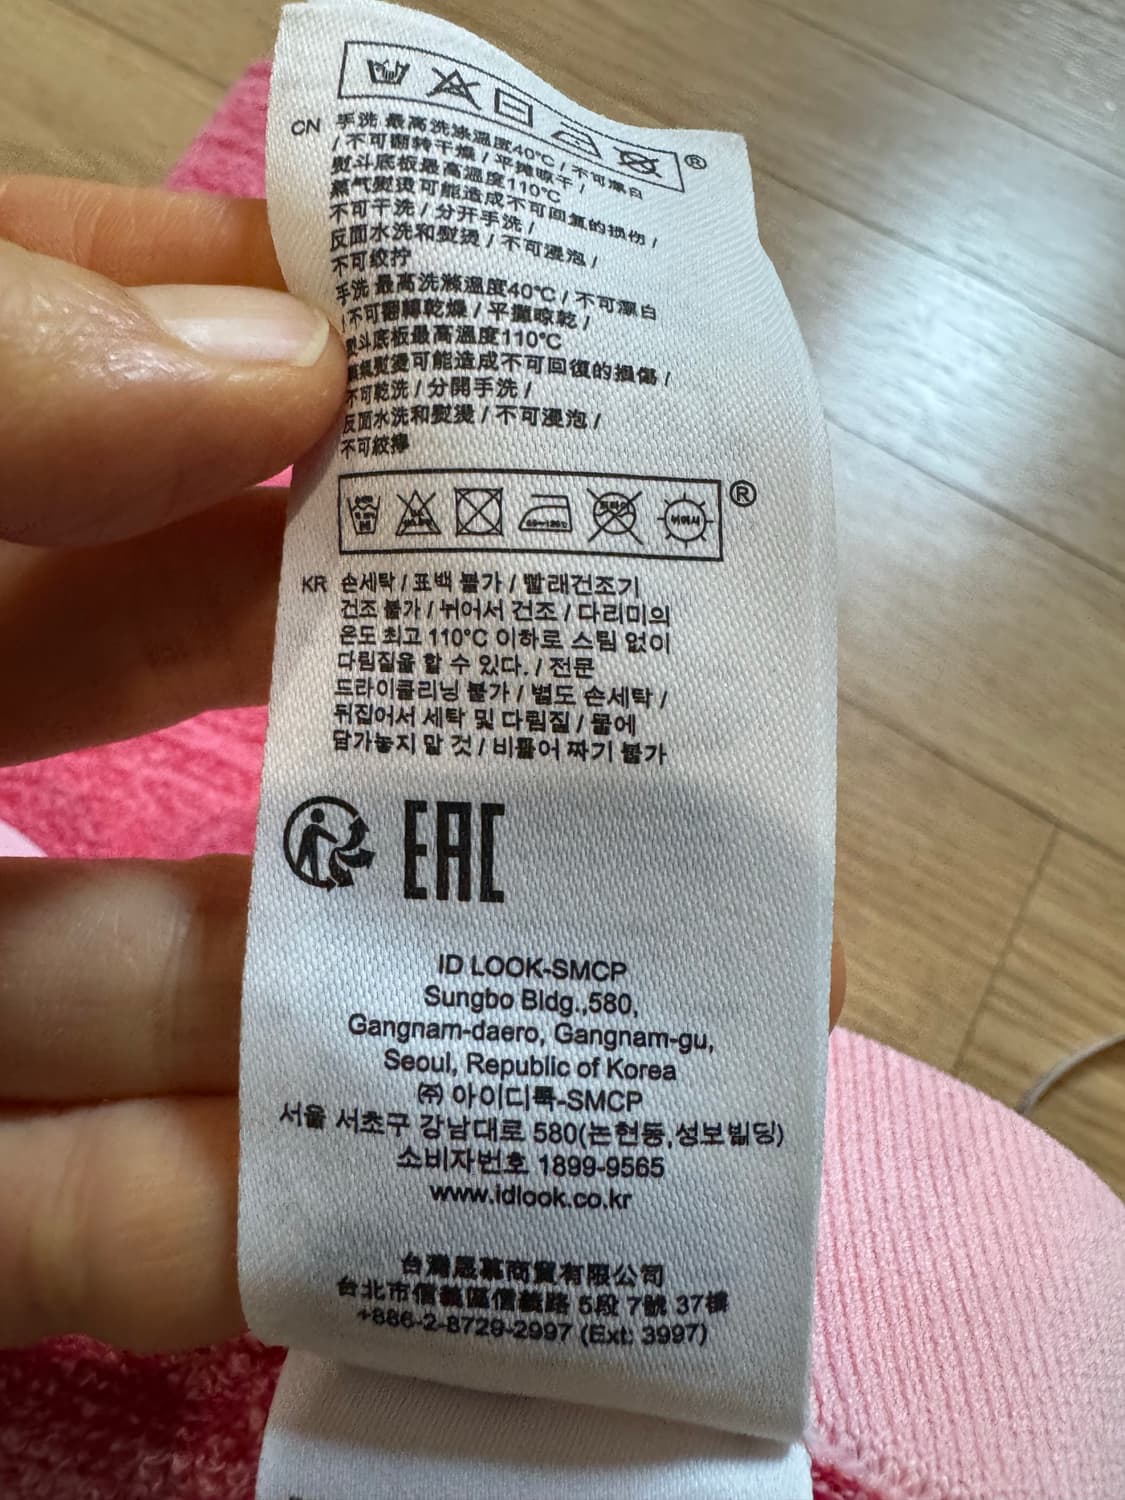 CN 手洗 最高洗涤温度40℃ / 不可漂白
/ 不可翻转干燥 / 平摊晾干 /
熨斗底板最高温度110℃
蒸气熨烫可能造成不可回复的损伤 /
不可干洗 / 分开手洗 /
反面水洗和熨烫 / 不可浸泡 /
不可绞拧
手洗 最高洗滌溫度40℃ / 不可漂白
/ 不可翻轉乾燥 / 平攤晾乾 /
熨斗底板最高溫度110℃
蒸氣熨燙可能造成不可回復的損傷 /
不可乾洗 / 分開手洗 /
反面水洗和熨燙 / 不可浸泡 /
不可絞擰
®
®
드라이
뉘어서
KR 손세탁 / 표백 불가 / 빨래건조기
건조 불가 / 뉘어서 건조 / 다리미의
온도 최고 110°C 이하로 스팀 없이
다림질을 할 수 있다. / 전문
드라이클리닝 불가 / 별도 손세탁 /
뒤집어서 세탁 및 다림질 / 물에
담가놓지 말 것 / 비틀어 짜기 불가
EAC
ID LOOK-SMCP
Sungbo Bldg.,580,
Gangnam-daero, Gangnam-gu,
Seoul, Republic of Korea
㈜ 아이디룩-SMCP
서울 서초구 강남대로 580(논현동,성보빌딩)
소비자번호 1899-9565
www.idlook.co.kr
台灣晟慕商貿有限公司
台北市信義區信義路 5段 7號 37樓
+886-2-8729-2997 (Ext: 3997)